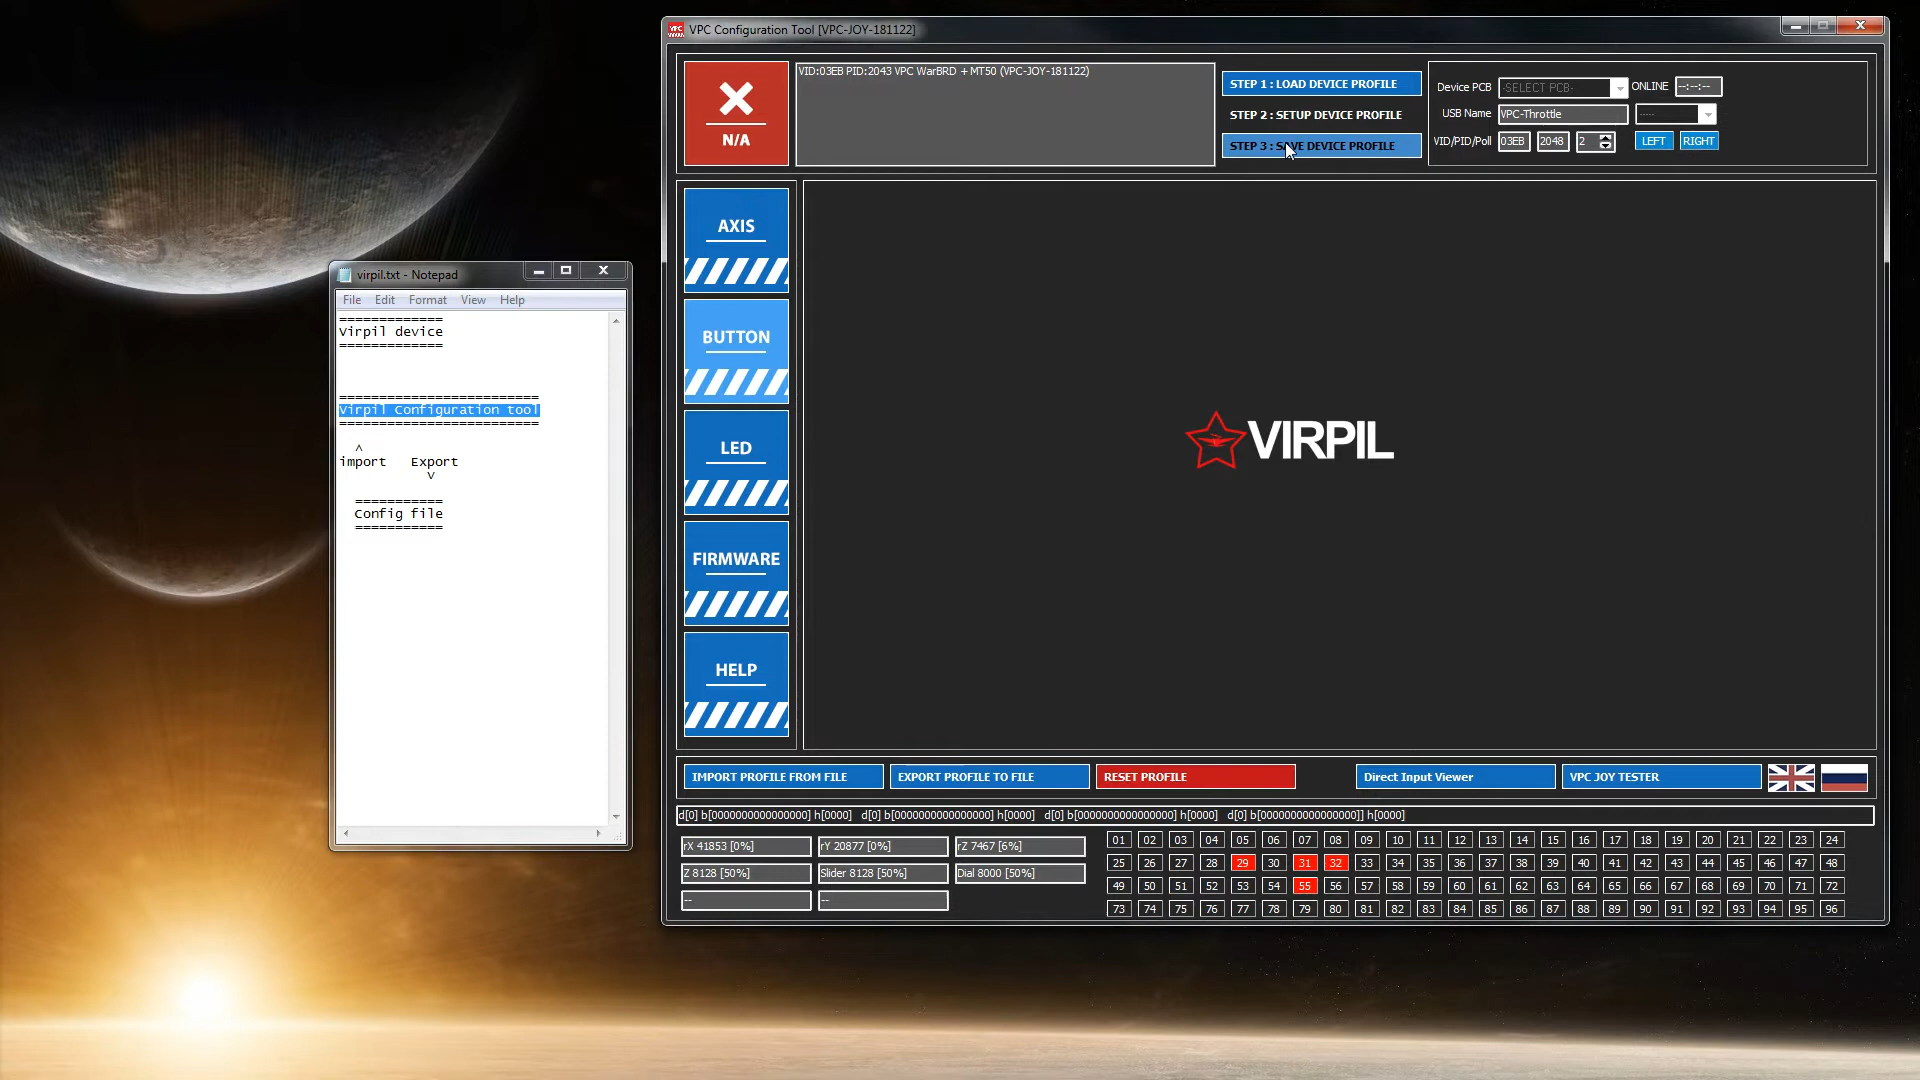 VPC Configuration Tool [VPC-JOY-181122]
N/A
VID:03EB PID:2043 VPC WarBRD + MT50 (VPC-JOY-181122)
STEP 1 : LOAD DEVICE PROFILE
STEP 2 : SETUP DEVICE PROFILE
STEP 3 : SAVE DEVICE PROFILE
Device PCB -SELECT PCB- ONLINE --:--:--
USB Name VPC-Throttle -----
VID/PID/Poll 03EB 2048 2 LEFT RIGHT
AXIS
BUTTON
LED
FIRMWARE
HELP
VIRPIL
virpil.txt - Notepad
File Edit Format View Help
=============
Virpil device
=============
=========================
Virpil Configuration tool
=========================
^
import Export
v
===========
Config file
===========
IMPORT PROFILE FROM FILE EXPORT PROFILE TO FILE RESET PROFILE Direct Input Viewer VPC JOY TESTER
d[0] b[0000000000000000] h[0000] d[0] b[0000000000000000] h[0000] d[0] b[0000000000000000] h[0000] d[0] b[0000000000000000]] h[0000]
rX 41853 [0%] rY 20877 [0%] rZ 7467 [6%]
Z 8128 [50%] Slider 8128 [50%] Dial 8000 [50%]
-- --
01 02 03 04 05 06 07 08 09 10 11 12 13 14 15 16 17 18 19 20 21 22 23 24
25 26 27 28 29 30 31 32 33 34 35 36 37 38 39 40 41 42 43 44 45 46 47 48
49 50 51 52 53 54 55 56 57 58 59 60 61 62 63 64 65 66 67 68 69 70 71 72
73 74 75 76 77 78 79 80 81 82 83 84 85 86 87 88 89 90 91 92 93 94 95 96